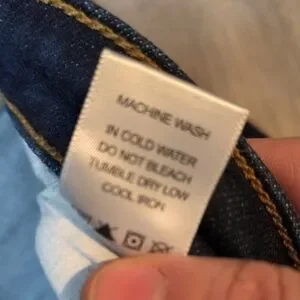 MACHINE WASH
IN COLD WATER
DO NOT BLEACH
TUMBLE DRY LOW
COOL IRON